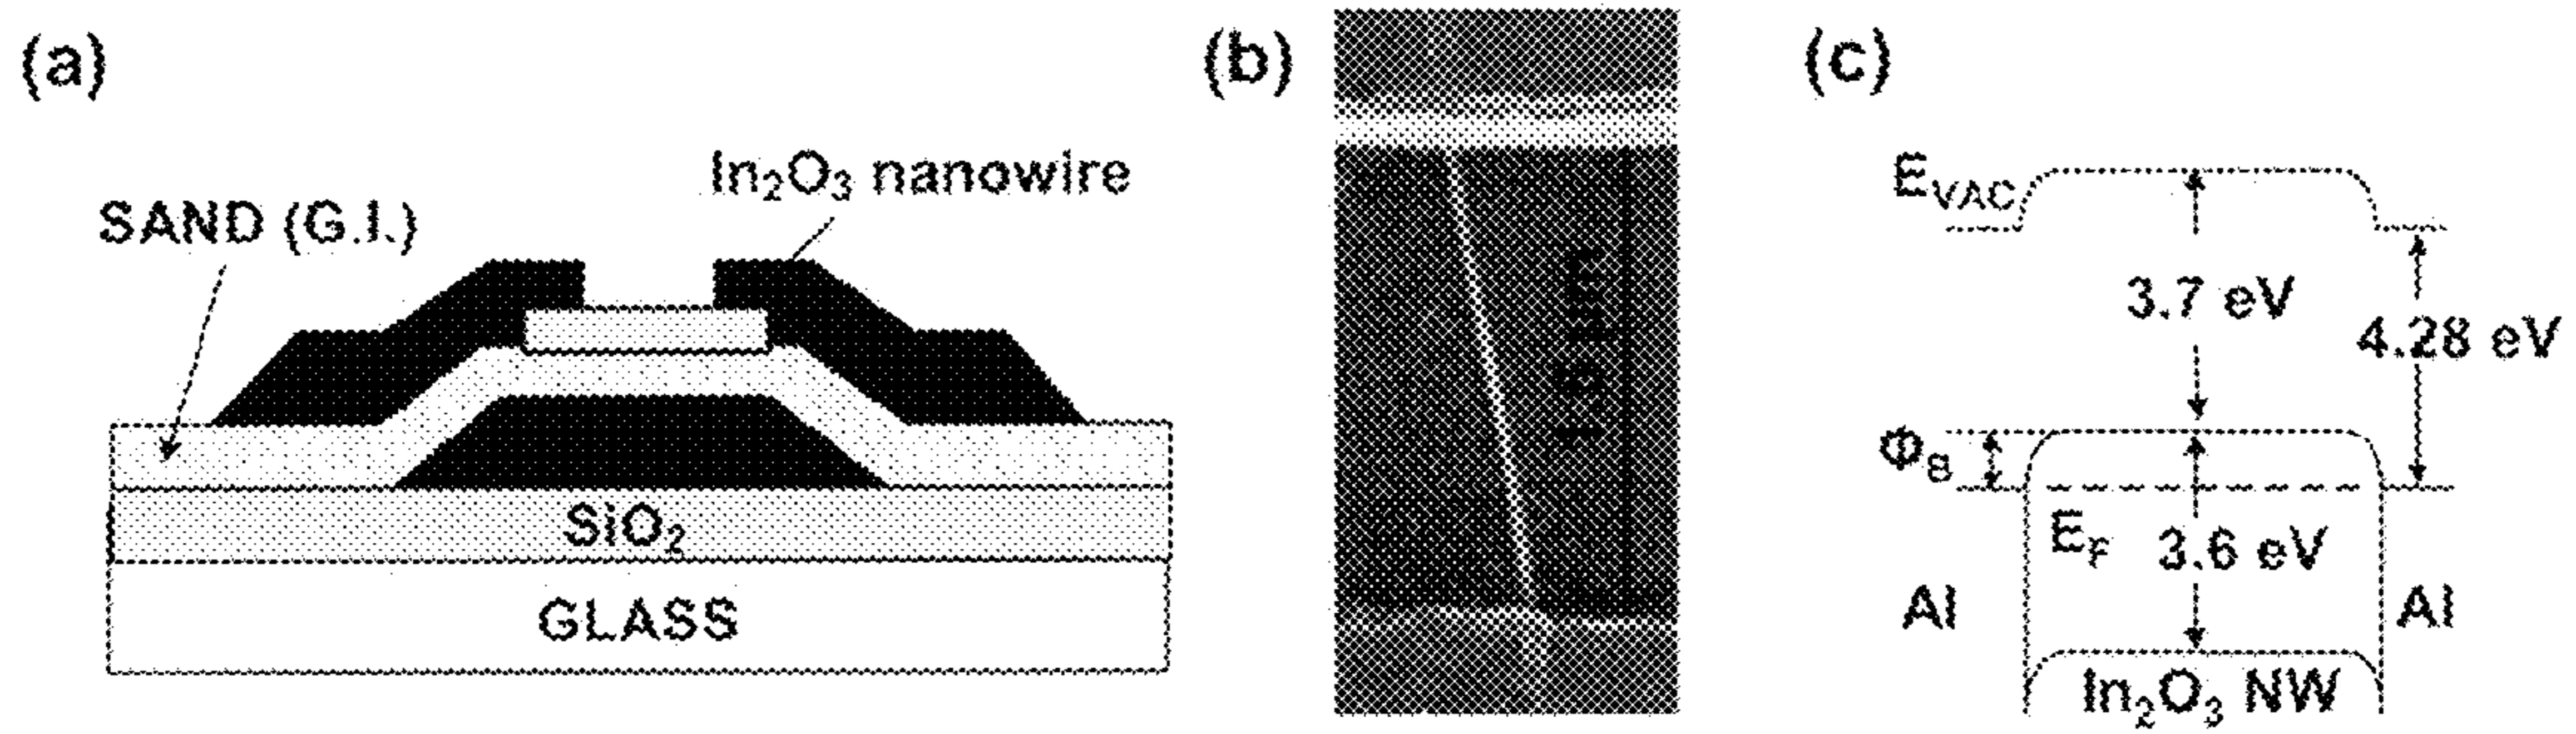 (a)
SAND (G.I.)
In₂O₃ nanowire
SiO₂
GLASS
(b)
(c)
E_VAC
3.7 eV
4.28 eV
Φ_B
E_F
3.6 eV
Al
Al
In₂O₃ NW